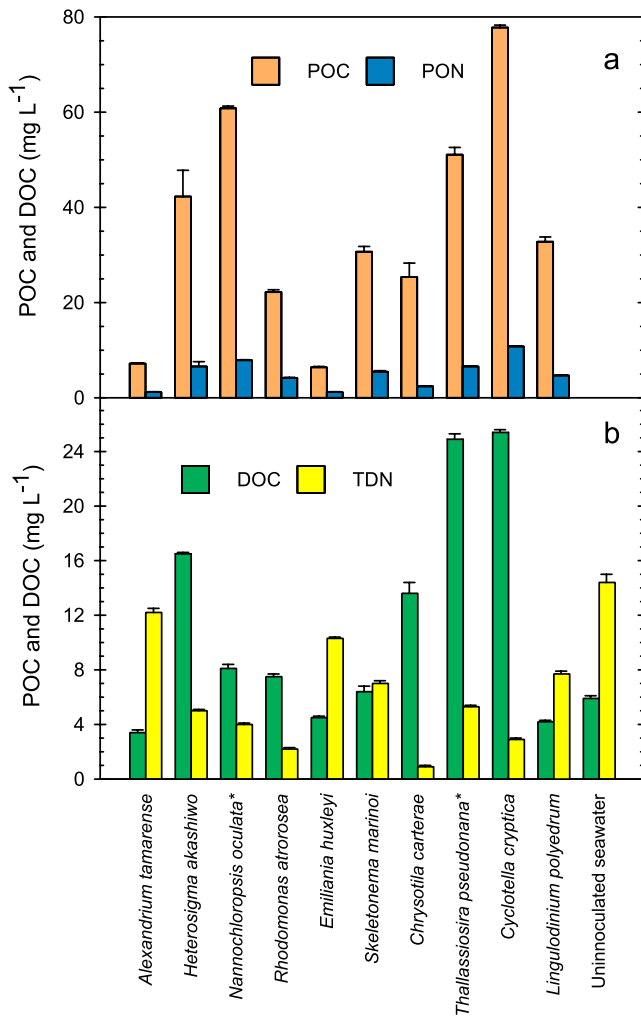 a
POC PON
POC and DOC (mg L⁻¹)
80
60
40
20
0
b
DOC TDN
POC and DOC (mg L⁻¹)
24
20
16
12
8
4
0
Alexandrium tamarense
Heterosigma akashiwo
Nannochloropsis oculata*
Rhodomonas atrorosea
Emiliania huxleyi
Skeletonema marinoi
Chrysotila carterae
Thallassiosira pseudonana*
Cyclotella cryptica
Lingulodinium polyedrum
Uninnoculated seawater